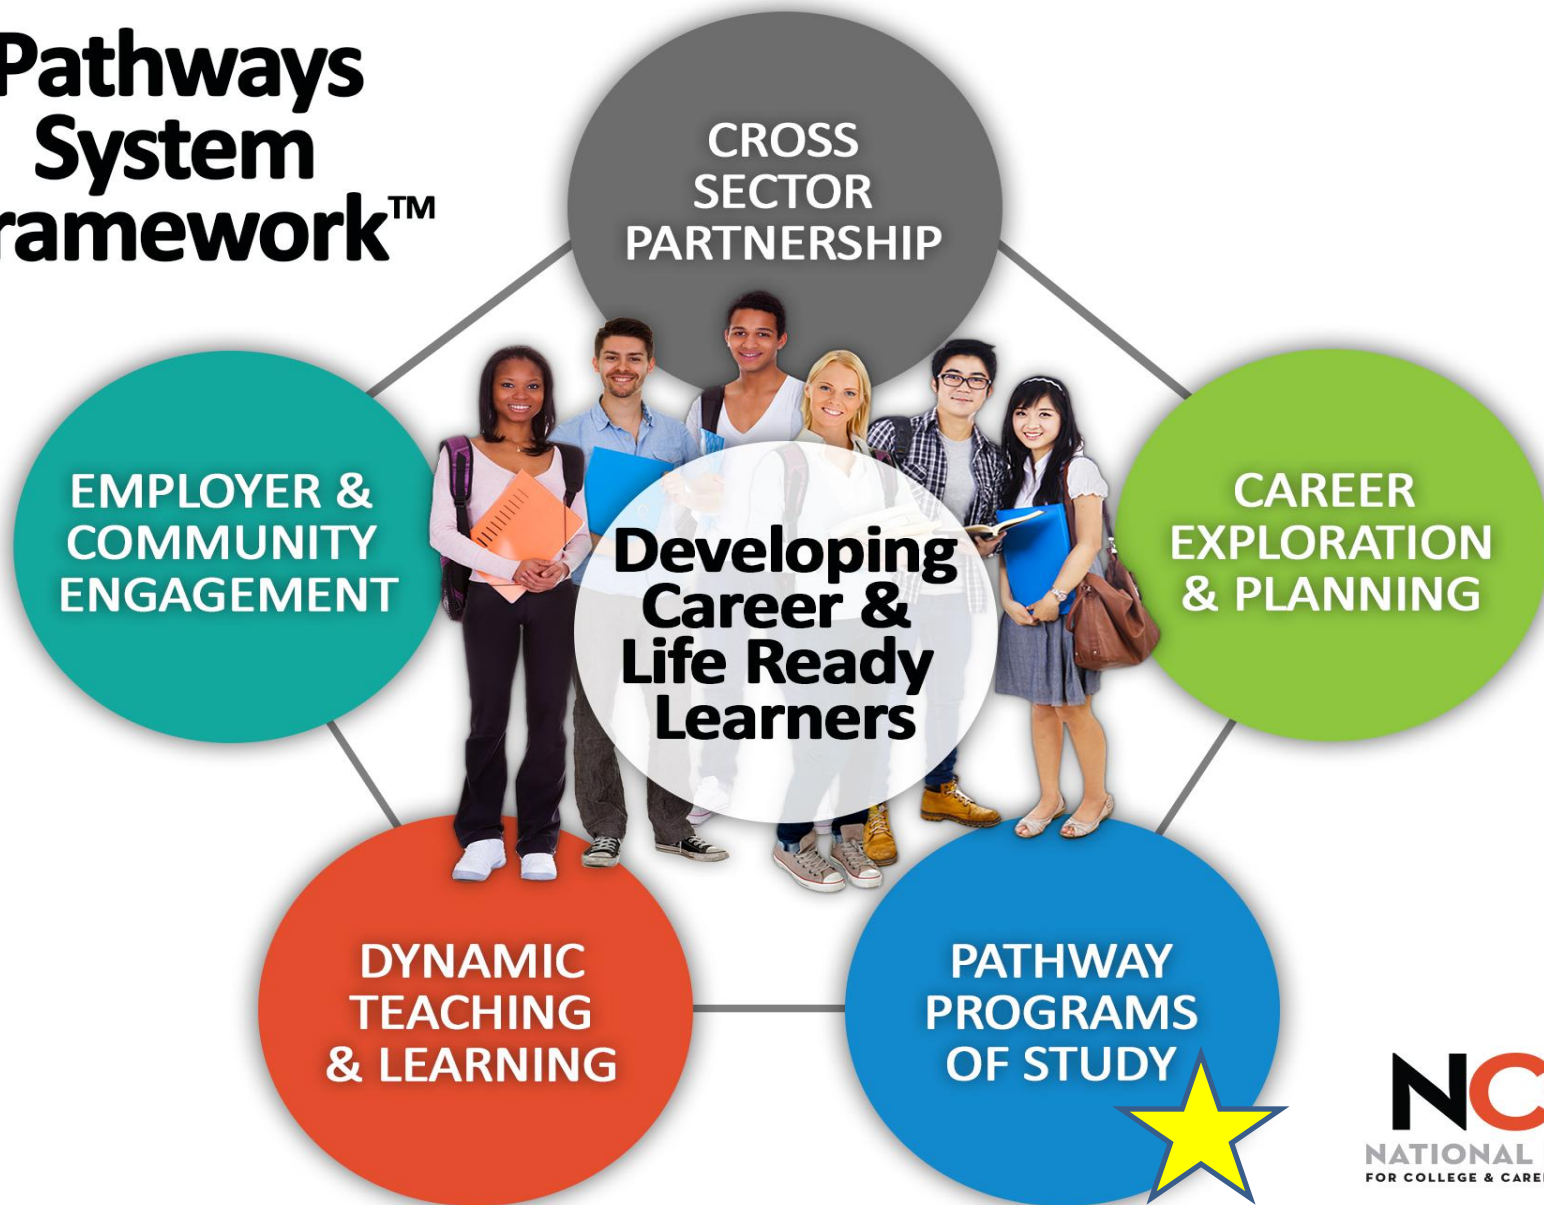 Pathways
System
ramework™
CROSS
SECTOR
PARTNERSHIP
EMPLOYER &
COMMUNITY
ENGAGEMENT
CAREER
EXPLORATION
& PLANNING
Developing
Career &
Life Ready
Learners
DYNAMIC
TEACHING
& LEARNING
PATHWAY
PROGRAMS
OF STUDY
NC
NATIONAL
FOR COLLEGE &